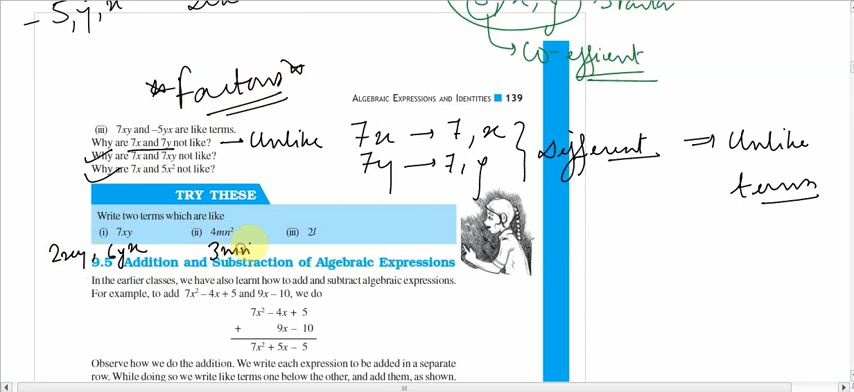 - 5, y, x
Co-efficient
* Factors *
ALGEBRAIC EXPRESSIONS AND IDENTITIES ■ 139
(iii) 7xy and –5yx are like terms.
Why are 7x and 7y not like? → Unlike
7x → 7, x
7y → 7, y
} Different ⇒ Unlike terms
Why are 7x and 7xy not like?
Why are 7x and 5x² not like?
TRY THESE
Write two terms which are like
(i) 7xy (ii) 4mn² (iii) 2l
2xy, 6yx
9.5 Addition and Subtraction of Algebraic Expressions
In the earlier classes, we have also learnt how to add and subtract algebraic expressions.
For example, to add 7x² – 4x + 5 and 9x – 10, we do
7x² – 4x + 5
+ 9x – 10
7x² + 5x – 5
Observe how we do the addition. We write each expression to be added in a separate
row. While doing so we write like terms one below the other, and add them, as shown.